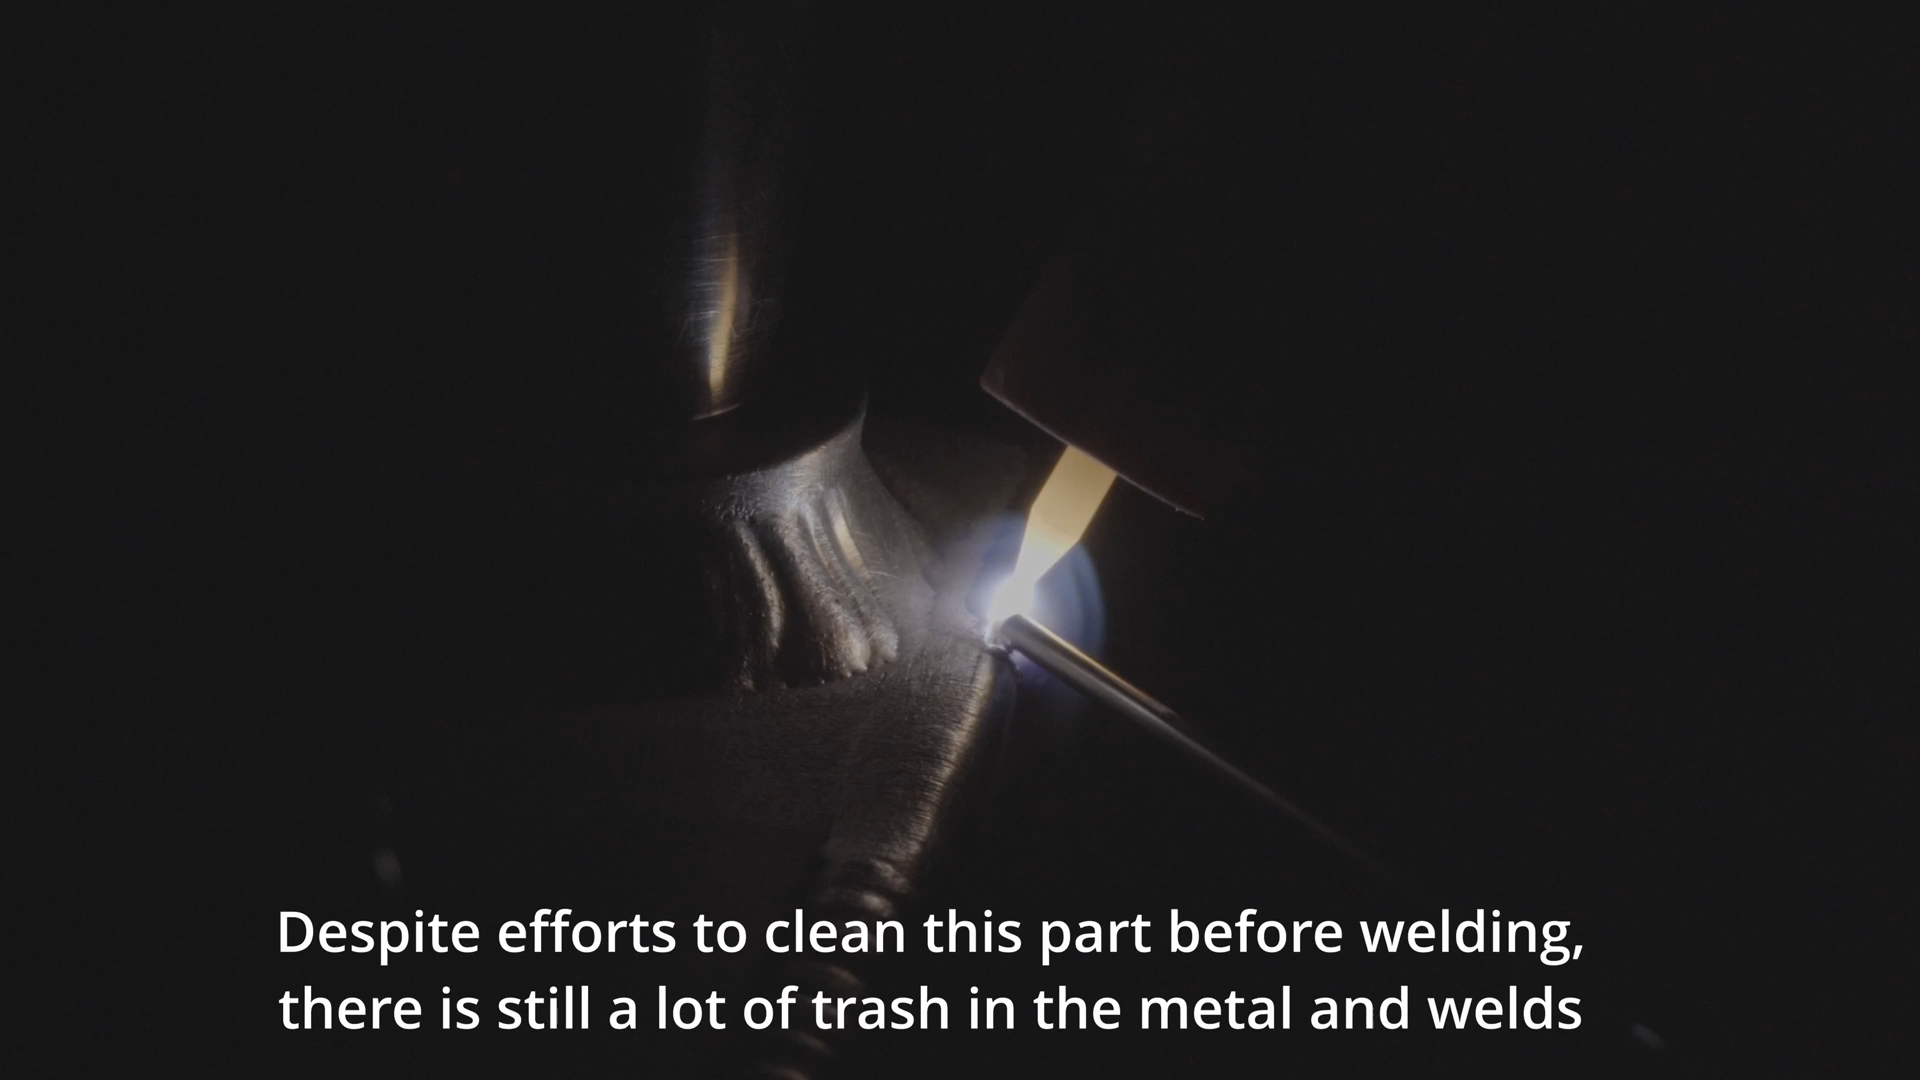 Despite efforts to clean this part before welding,
there is still a lot of trash in the metal and welds